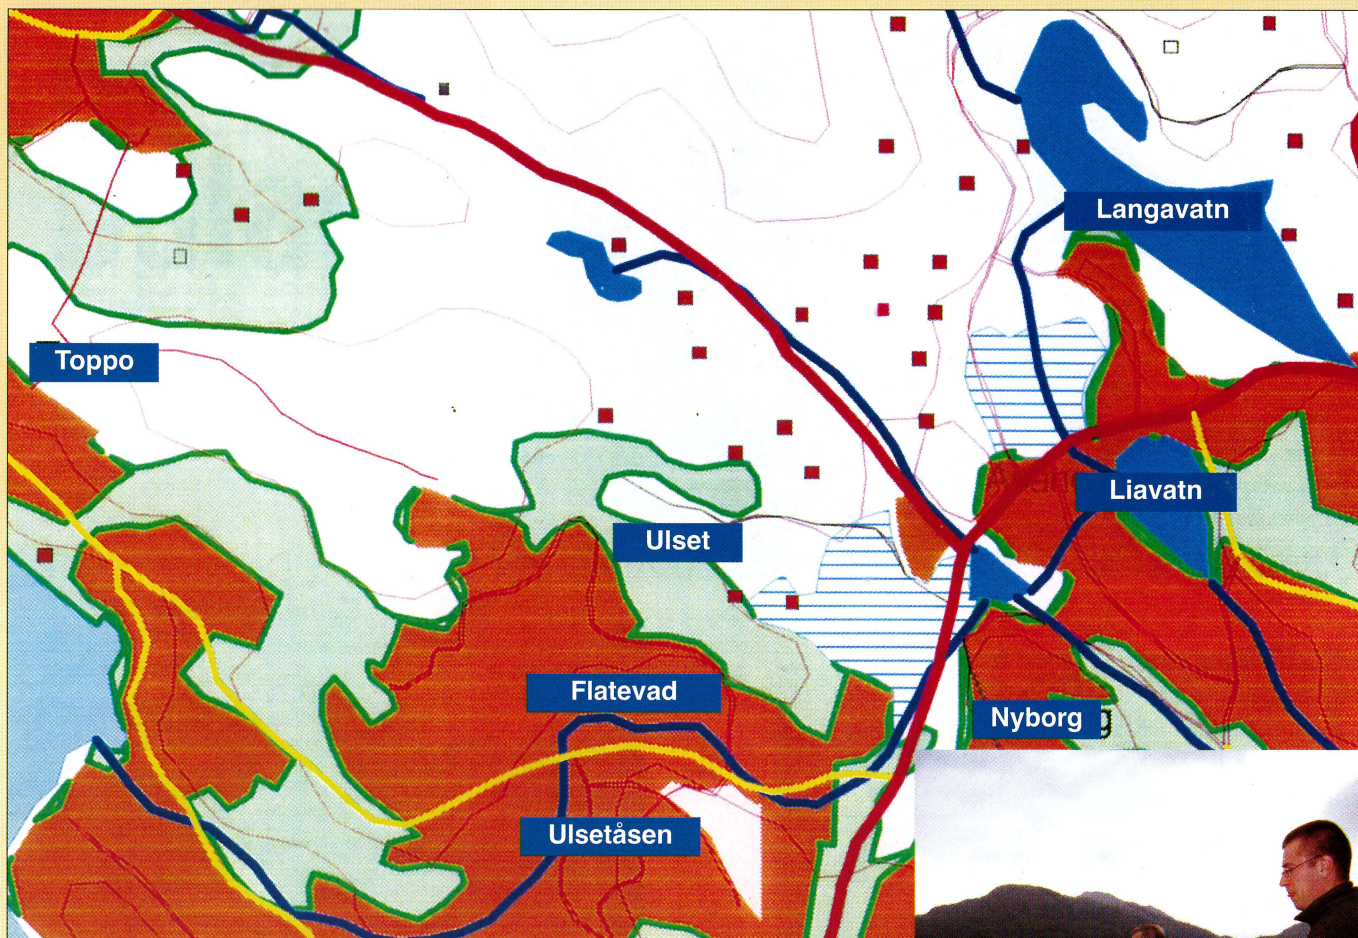 Langavatn
Toppo
Liavatn
Ulset
Flatevad
Nyborg
Ulsetåsen